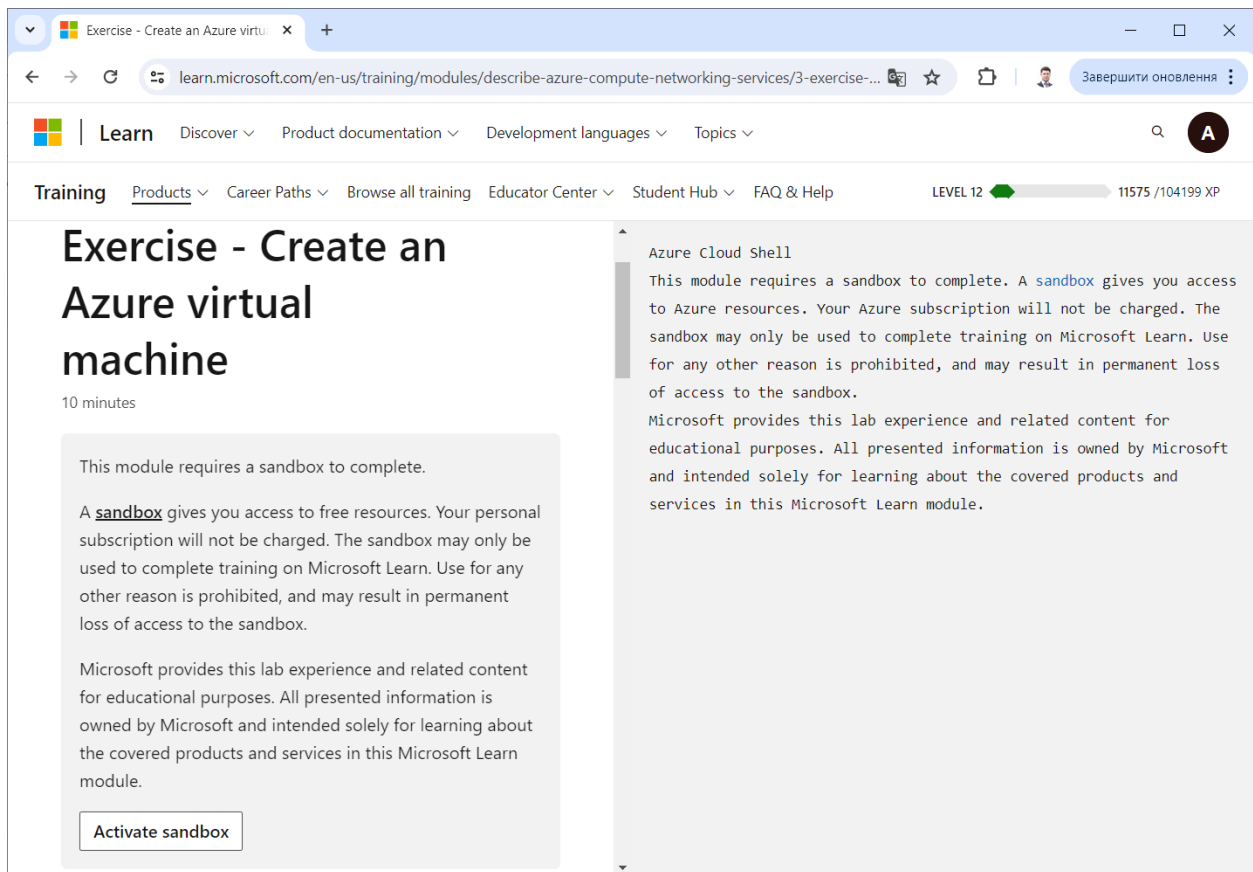 Exercise - Create an Azure virtu
learn.microsoft.com/en-us/training/modules/describe-azure-compute-networking-services/3-exercise-...
Завершити оновлення
Learn
Discover
Product documentation
Development languages
Topics
A
Training
Products
Career Paths
Browse all training
Educator Center
Student Hub
FAQ & Help
LEVEL 12
11575 /104199 XP
Exercise - Create an
Azure virtual
machine
10 minutes
This module requires a sandbox to complete.
A sandbox gives you access to free resources. Your personal
subscription will not be charged. The sandbox may only be
used to complete training on Microsoft Learn. Use for any
other reason is prohibited, and may result in permanent
loss of access to the sandbox.
Microsoft provides this lab experience and related content
for educational purposes. All presented information is
owned by Microsoft and intended solely for learning about
the covered products and services in this Microsoft Learn
module.
Activate sandbox
Azure Cloud Shell
This module requires a sandbox to complete. A sandbox gives you access
to Azure resources. Your Azure subscription will not be charged. The
sandbox may only be used to complete training on Microsoft Learn. Use
for any other reason is prohibited, and may result in permanent loss
of access to the sandbox.
Microsoft provides this lab experience and related content for
educational purposes. All presented information is owned by Microsoft
and intended solely for learning about the covered products and
services in this Microsoft Learn module.